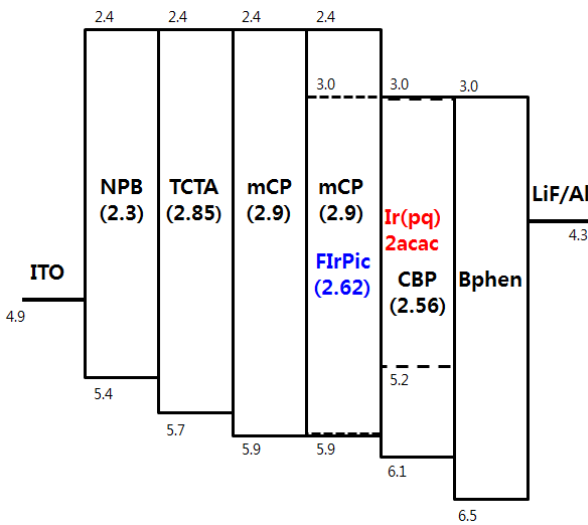 2.4
2.4
2.4
2.4
3.0
3.0
3.0
NPB
(2.3)
TCTA
(2.85)
mCP
(2.9)
mCP
(2.9)
FIrPic
(2.62)
Ir(pq)
2acac
CBP
(2.56)
Bphen
LiF/Al
4.3
ITO
4.9
5.4
5.7
5.9
5.9
5.2
6.1
6.5